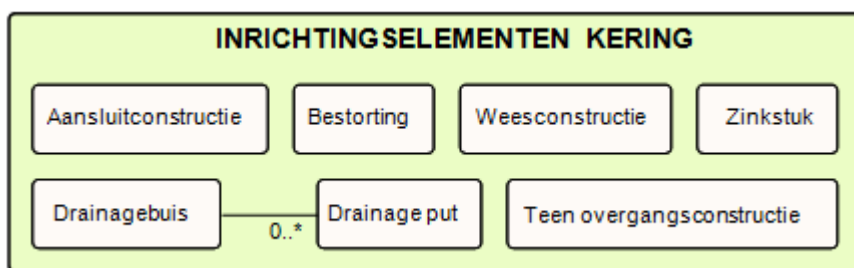 INRICHTINGSELEMENTEN KERING
Aansluitconstructie
Bestorting
Weesconstructie
Zinkstuk
Drainagebuis
0..*
Drainage put
Teen overgangsconstructie